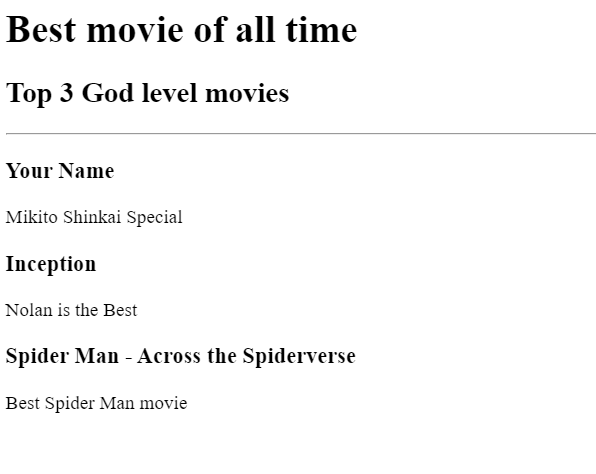 Best movie of all time
Top 3 God level movies
Your Name
Mikito Shinkai Special
Inception
Nolan is the Best
Spider Man - Across the Spiderverse
Best Spider Man movie